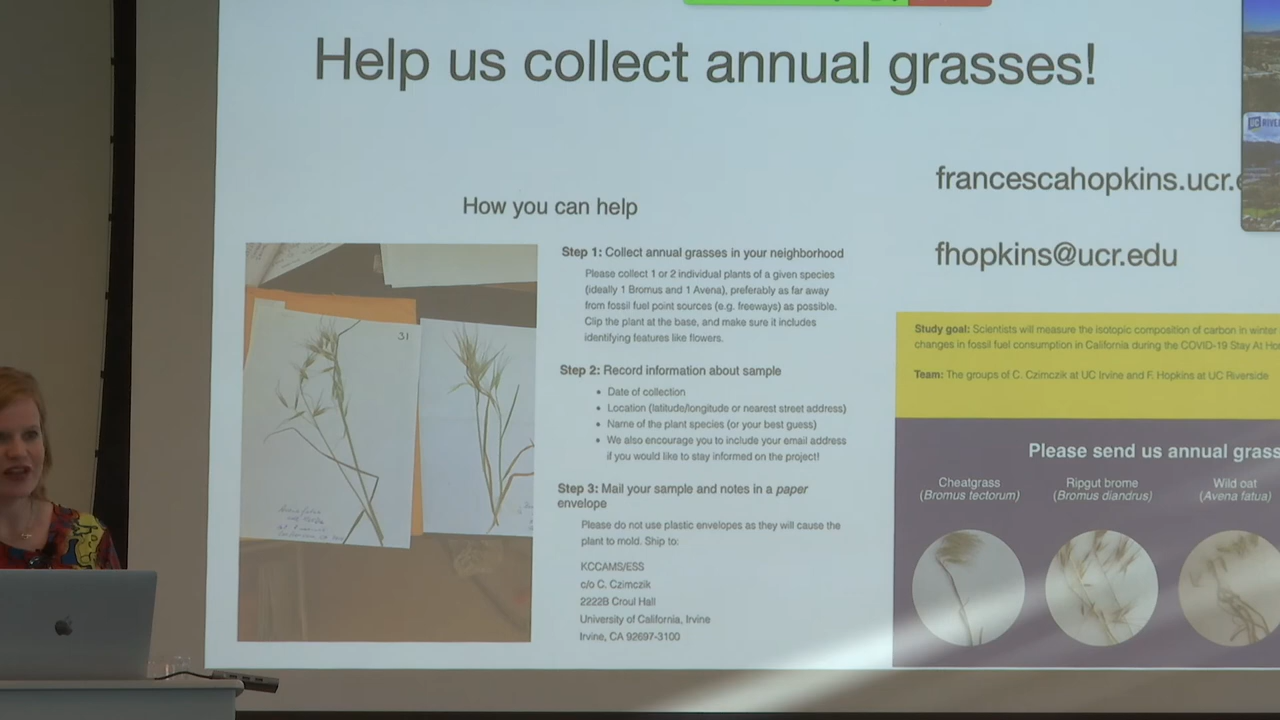 Help us collect annual grasses!
francescahopkins.ucr.
fhopkins@ucr.edu
How you can help
31
Step 1: Collect annual grasses in your neighborhood
Please collect 1 or 2 individual plants of a given species
(ideally 1 Bromus and 1 Avena), preferably as far away
from fossil fuel point sources (e.g. freeways) as possible.
Clip the plant at the base, and make sure it includes
identifying features like flowers.
Step 2: Record information about sample
• Date of collection
• Location (latitude/longitude or nearest street address)
• Name of the plant species (or your best guess)
• We also encourage you to include your email address
if you would like to stay informed on the project!
Step 3: Mail your sample and notes in a paper
envelope
Please do not use plastic envelopes as they will cause the
plant to mold. Ship to:
KCCAMS/ESS
c/o C. Czimczik
2222B Croul Hall
University of California, Irvine
Irvine, CA 92697-3100
Study goal: Scientists will measure the isotopic composition of carbon in winter
changes in fossil fuel consumption in California during the COVID-19 Stay At Ho
Team: The groups of C. Czimczik at UC Irvine and F. Hopkins at UC Riverside
Please send us annual grass
Cheatgrass
(Bromus tectorum)
Ripgut brome
(Bromus diandrus)
Wild oat
(Avena fatua)
UC RIVE